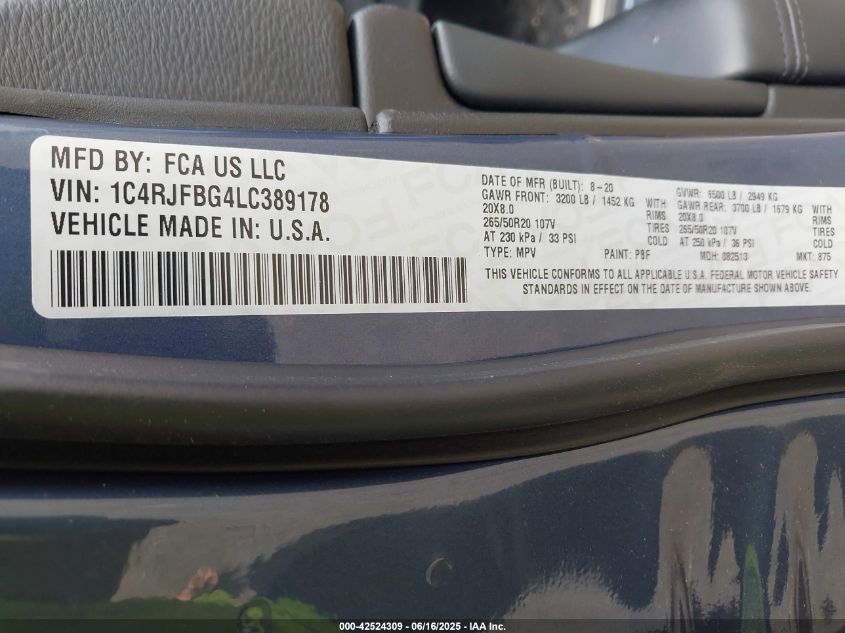 MFD BY: FCA US LLC
VIN: 1C4RJFBG4LC389178
VEHICLE MADE IN: U.S.A.
DATE OF MFR (BUILT): 8-20 GVWR: 6500 LB / 2949 KG
GAWR FRONT: 3200 LB / 1452 KG WITH GAWR REAR: 3700 LB / 1679 KG WITH
20X8.0 RIMS 20X8.0 RIMS
265/50R20 107V TIRES 265/50R20 107V TIRES
AT 230 kPa / 33 PSI COLD AT 250 kPa / 36 PSI COLD
TYPE: MPV PAINT: PBF MDH: 082513 MKT: 875
THIS VEHICLE CONFORMS TO ALL APPLICABLE U.S.A. FEDERAL MOTOR VEHICLE SAFETY
STANDARDS IN EFFECT ON THE DATE OF MANUFACTURE SHOWN ABOVE.
000-42524309 - 06/16/2025 - IAA Inc.